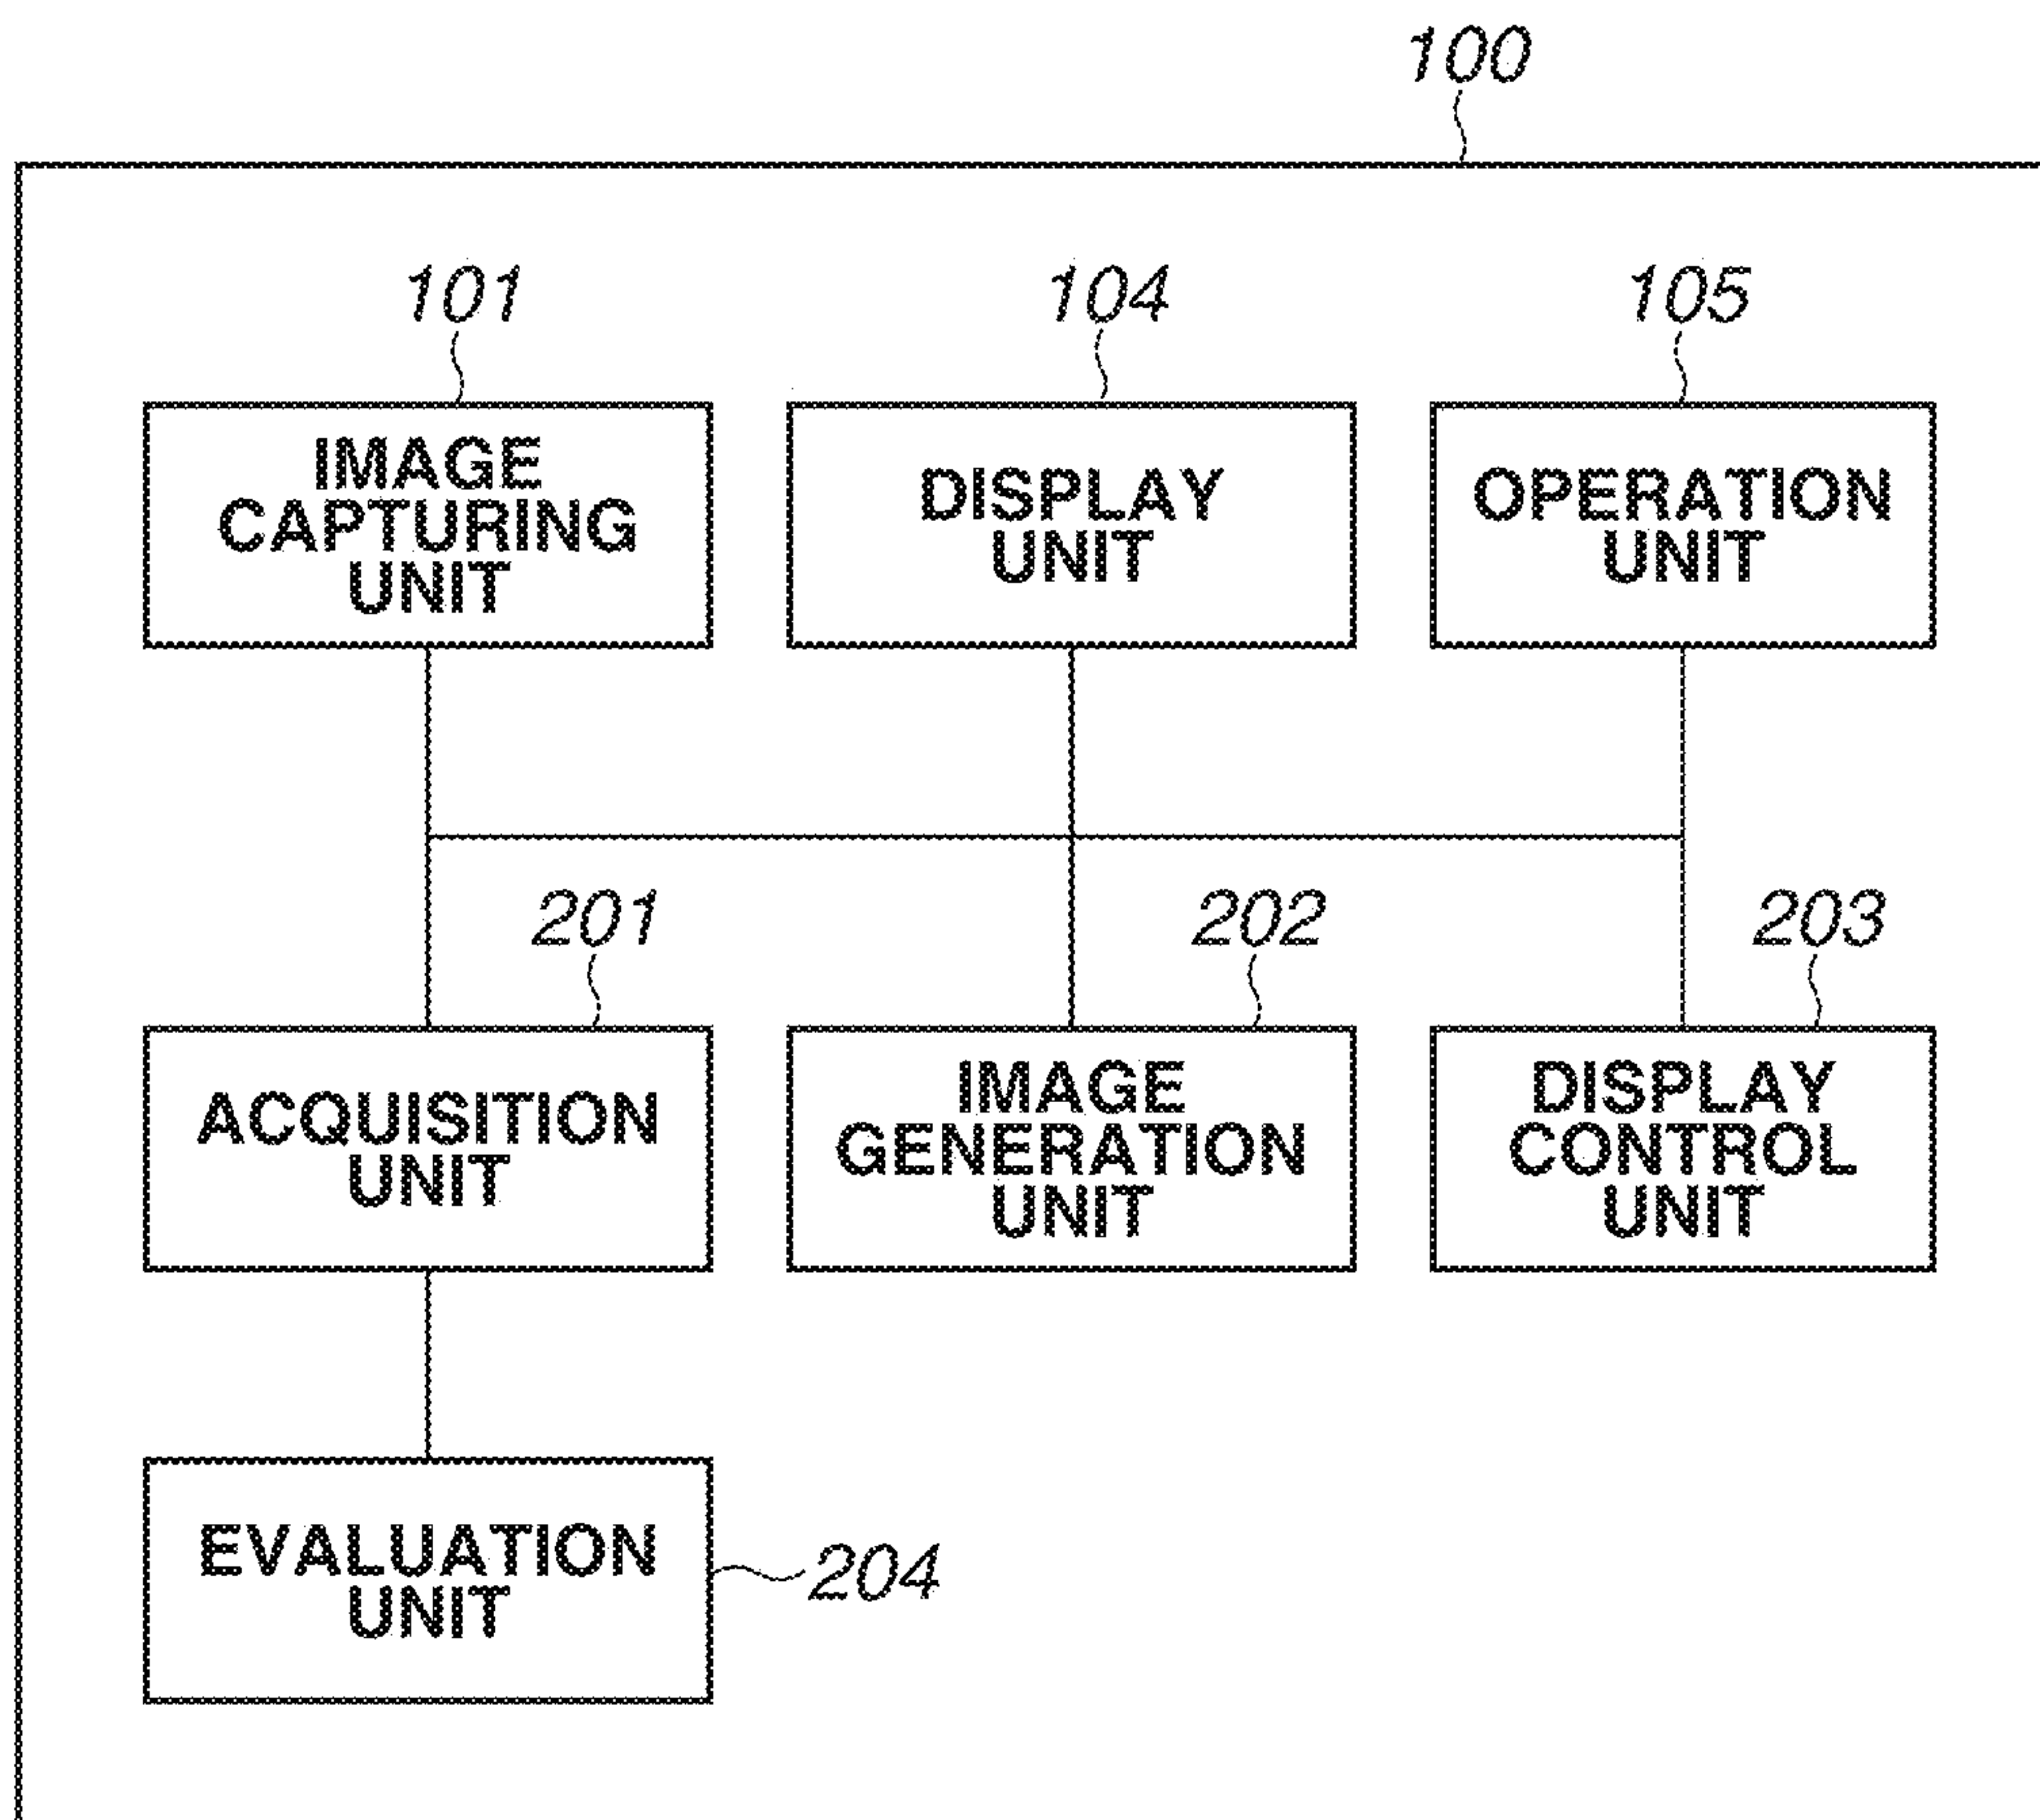 100
101
104
105
IMAGE
CAPTURING
UNIT
DISPLAY
UNIT
OPERATION
UNIT
201
202
203
ACQUISITION
UNIT
IMAGE
GENERATION
UNIT
DISPLAY
CONTROL
UNIT
EVALUATION
UNIT
204